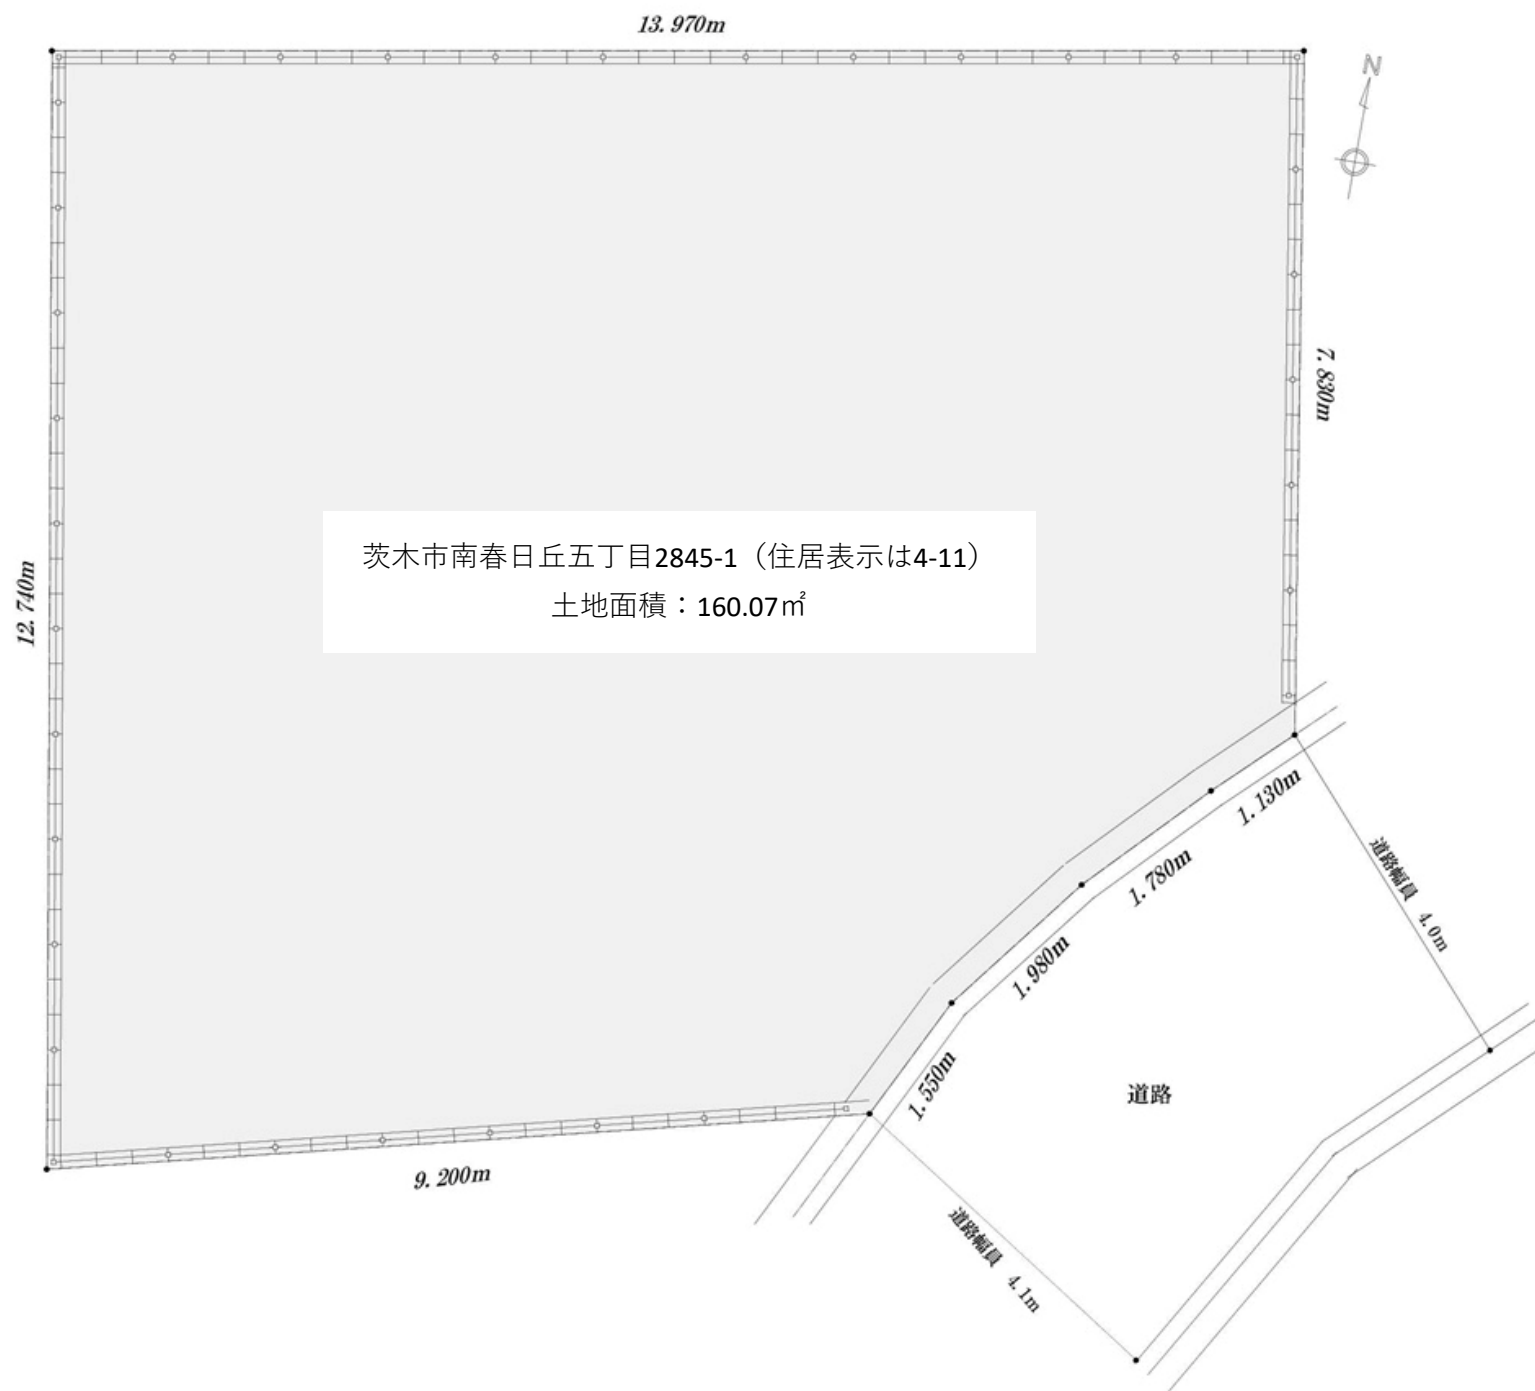 13.970m
N
7.830m
茨木市南春日丘五丁目2845-1（住居表示は4-11）
土地面積：160.07㎡
12.740m
1.130m
1.780m
道路幅員 4.0m
1.980m
1.550m
道路
9.200m
道路幅員 4.1m